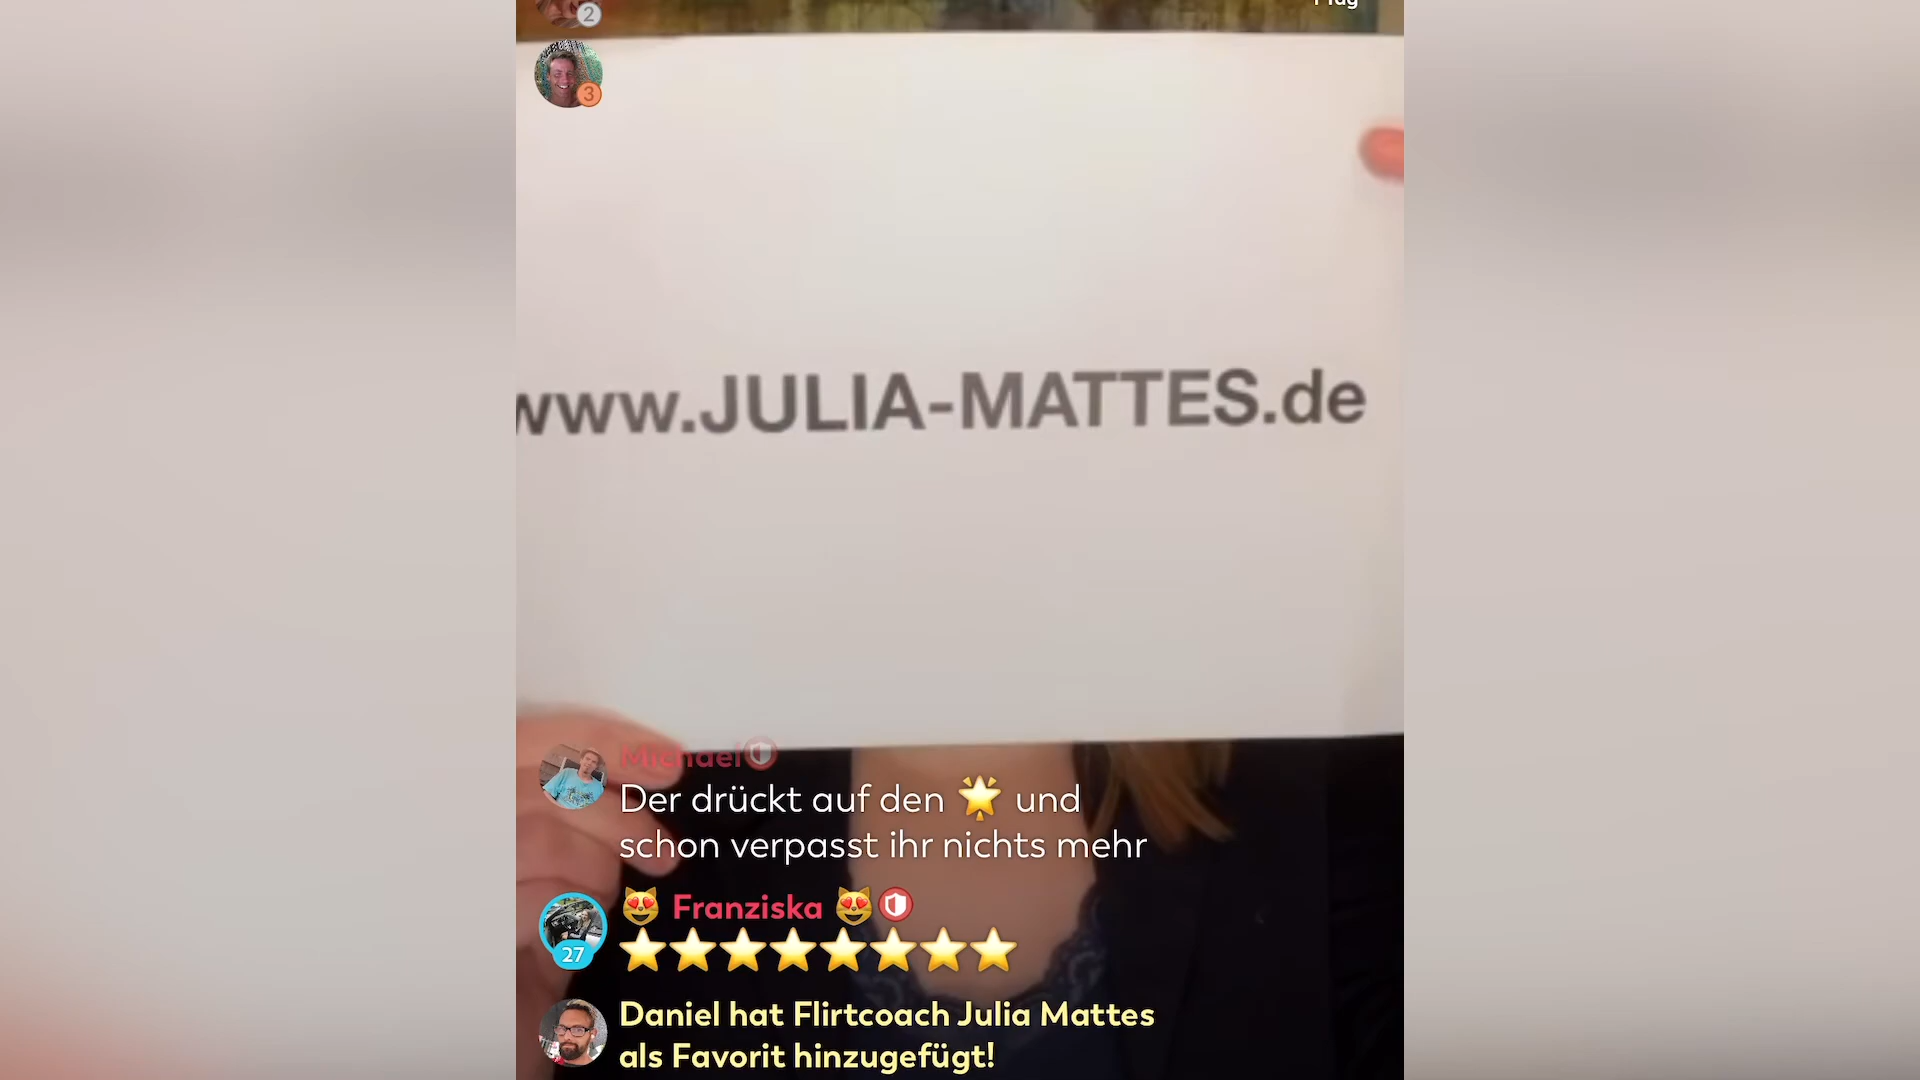 2
3
www.JULIA-MATTES.de
Michael
Der drückt auf den 🌟 und
schon verpasst ihr nichts mehr
😻 Franziska 😻
⭐⭐⭐⭐⭐⭐⭐⭐
27
Daniel hat Flirtcoach Julia Mattes
als Favorit hinzugefügt!